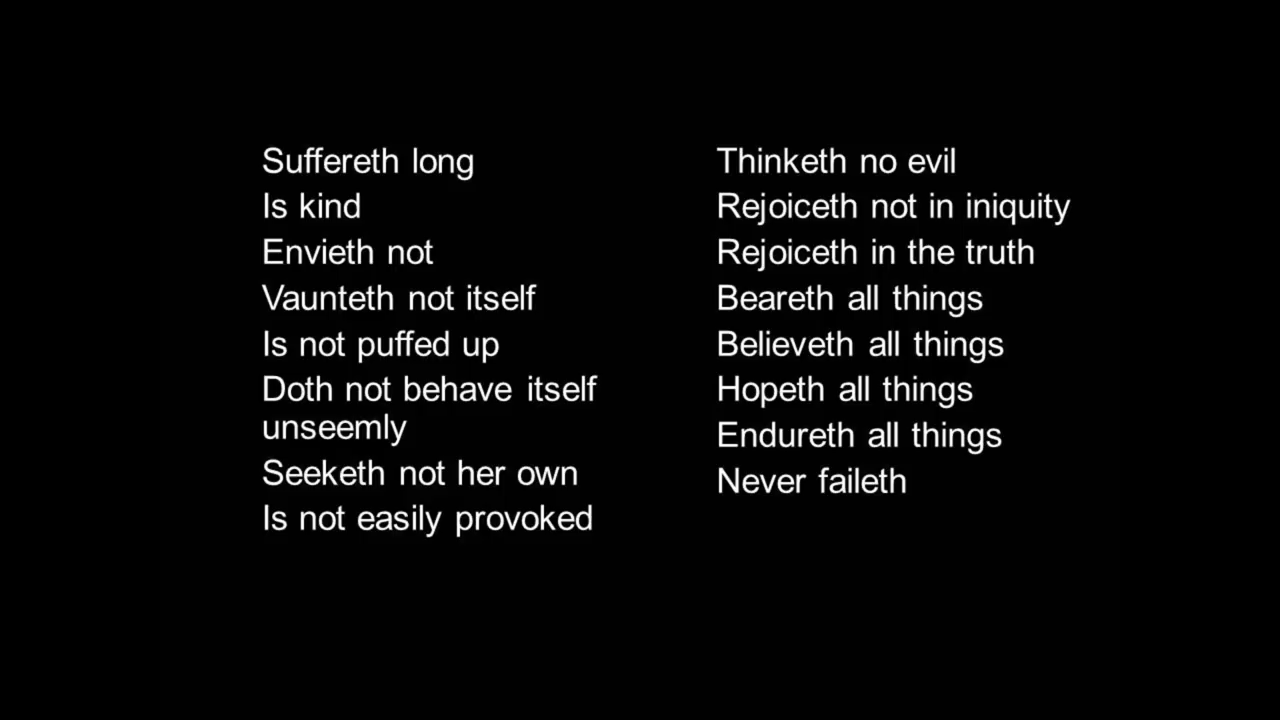 Suffereth long
Is kind
Envieth not
Vaunteth not itself
Is not puffed up
Doth not behave itself
unseemly
Seeketh not her own
Is not easily provoked
Thinketh no evil
Rejoiceth not in iniquity
Rejoiceth in the truth
Beareth all things
Believeth all things
Hopeth all things
Endureth all things
Never faileth